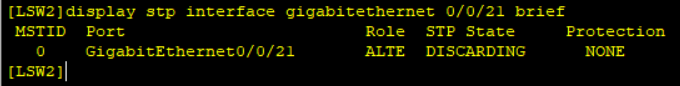 [LSW2]display stp interface gigabitethernet 0/0/21 brief
MSTID  Port                        Role  STP State     Protection
0    GigabitEthernet0/0/21       ALTE  DISCARDING      NONE
[LSW2]